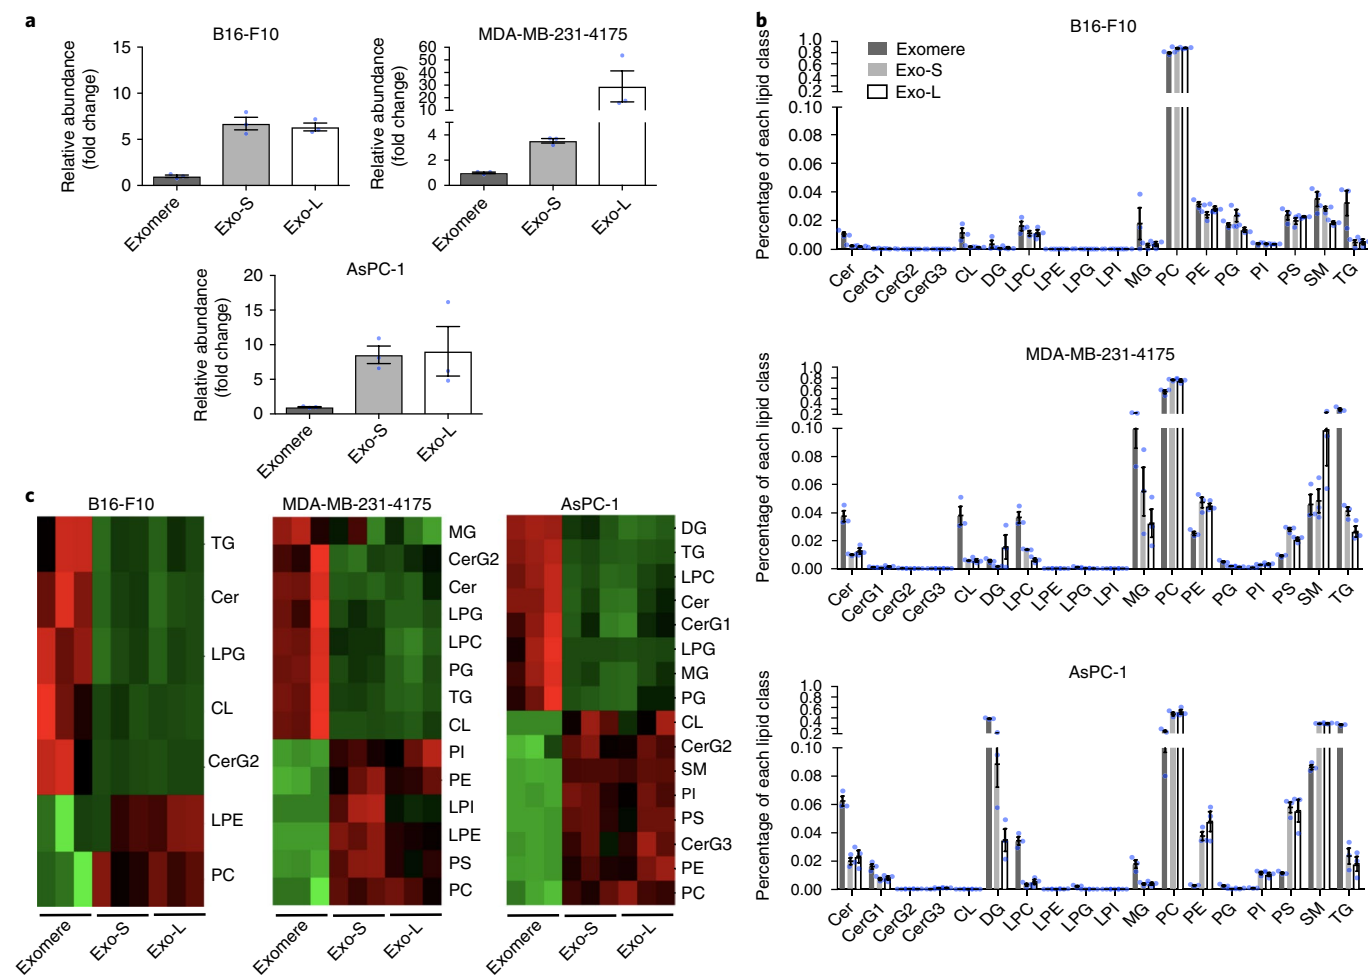 a
B16-F10
Relative abundance
(fold change)
15
10
5
0
Exomere
Exo-S
Exo-L
MDA-MB-231-4175
Relative abundance
(fold change)
60
50
40
30
20
10
4
2
0
Exomere
Exo-S
Exo-L
AsPC-1
Relative abundance
(fold change)
20
15
10
5
0
Exomere
Exo-S
Exo-L
b
B16-F10
Exomere
Exo-S
Exo-L
Percentage of each lipid class
1.0
0.8
0.6
0.4
0.2
0.10
0.08
0.06
0.04
0.02
0.00
Cer
CerG1
CerG2
CerG3
CL
DG
LPC
LPE
LPG
LPI
MG
PC
PE
PG
PI
PS
SM
TG
MDA-MB-231-4175
Percentage of each lipid class
1.0
0.8
0.6
0.4
0.2
0.10
0.08
0.06
0.04
0.02
0.00
Cer
CerG1
CerG2
CerG3
CL
DG
LPC
LPE
LPG
LPI
MG
PC
PE
PG
PI
PS
SM
TG
AsPC-1
Percentage of each lipid class
1.0
0.8
0.6
0.4
0.2
0.10
0.08
0.06
0.04
0.02
0.00
Cer
CerG1
CerG2
CerG3
CL
DG
LPC
LPE
LPG
LPI
MG
PC
PE
PG
PI
PS
SM
TG
c
B16-F10
TG
Cer
LPG
CL
CerG2
LPE
PC
Exomere
Exo-S
Exo-L
MDA-MB-231-4175
MG
CerG2
Cer
LPG
LPC
PG
TG
CL
PI
PE
LPI
LPE
PS
PC
Exomere
Exo-S
Exo-L
AsPC-1
DG
TG
LPC
Cer
CerG1
LPG
MG
PG
CL
CerG2
SM
PI
PS
CerG3
PE
PC
Exomere
Exo-S
Exo-L